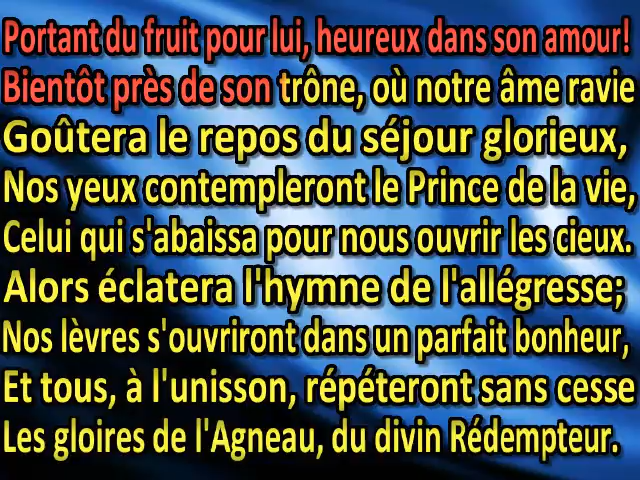 Portant du fruit pour lui, heureux dans son amour!
Bientôt près de son trône, où notre âme ravie
Goûtera le repos du séjour glorieux,
Nos yeux contempleront le Prince de la vie,
Celui qui s'abaissa pour nous ouvrir les cieux.
Alors éclatera l'hymne de l'allégresse;
Nos lèvres s'ouvriront dans un parfait bonheur,
Et tous, à l'unisson, répéteront sans cesse
Les gloires de l'Agneau, du divin Rédempteur.